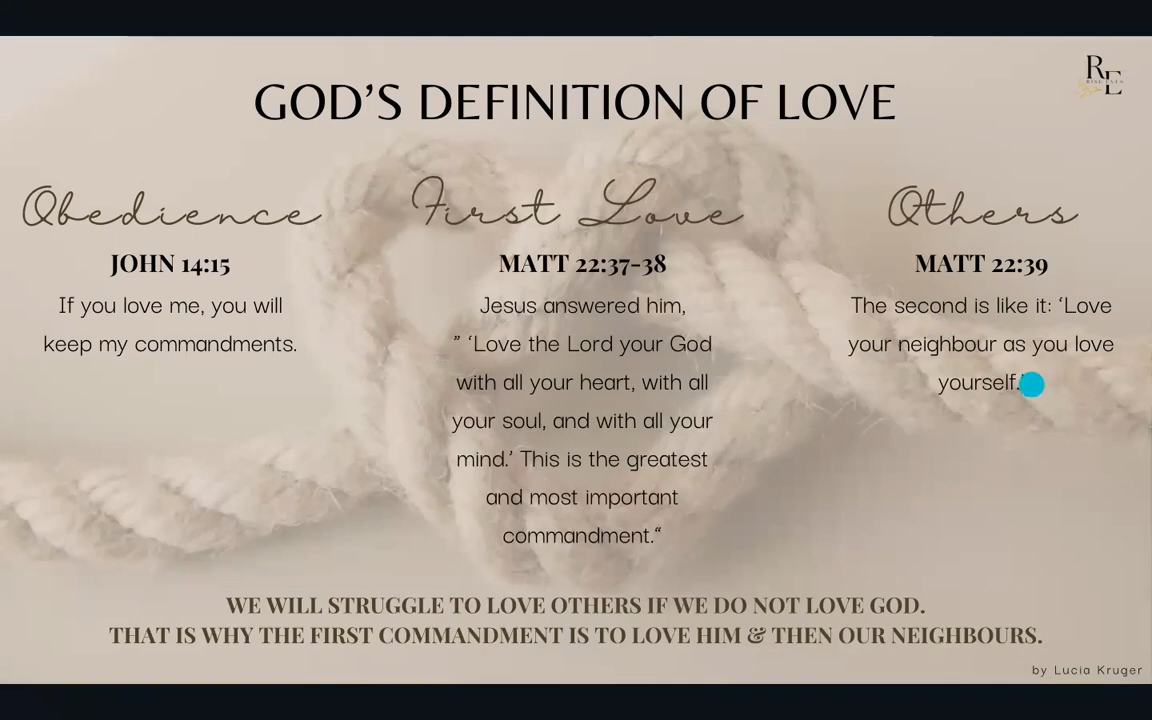 GOD'S DEFINITION OF LOVE
RE
Obedience
JOHN 14:15
If you love me, you will
keep my commandments.
First Love
MATT 22:37-38
Jesus answered him,
” ‘Love the Lord your God
with all your heart, with all
your soul, and with all your
mind.’ This is the greatest
and most important
commandment.“
Others
MATT 22:39
The second is like it: ‘Love
your neighbour as you love
yourself.’
WE WILL STRUGGLE TO LOVE OTHERS IF WE DO NOT LOVE GOD.
THAT IS WHY THE FIRST COMMANDMENT IS TO LOVE HIM & THEN OUR NEIGHBOURS.
by Lucia Kruger